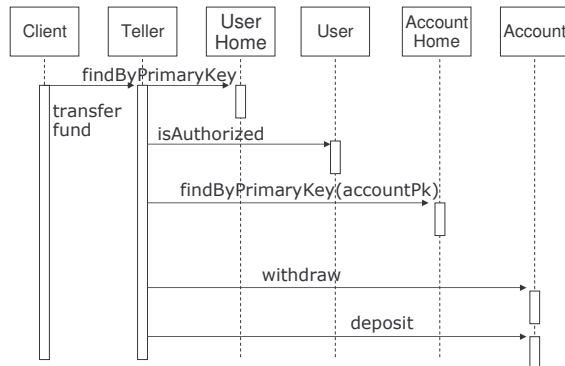 Client
Teller
User
Home
User
Account
Home
Account
findByPrimaryKey
transfer
fund
isAuthorized
findByPrimaryKey(accountPk)
withdraw
deposit